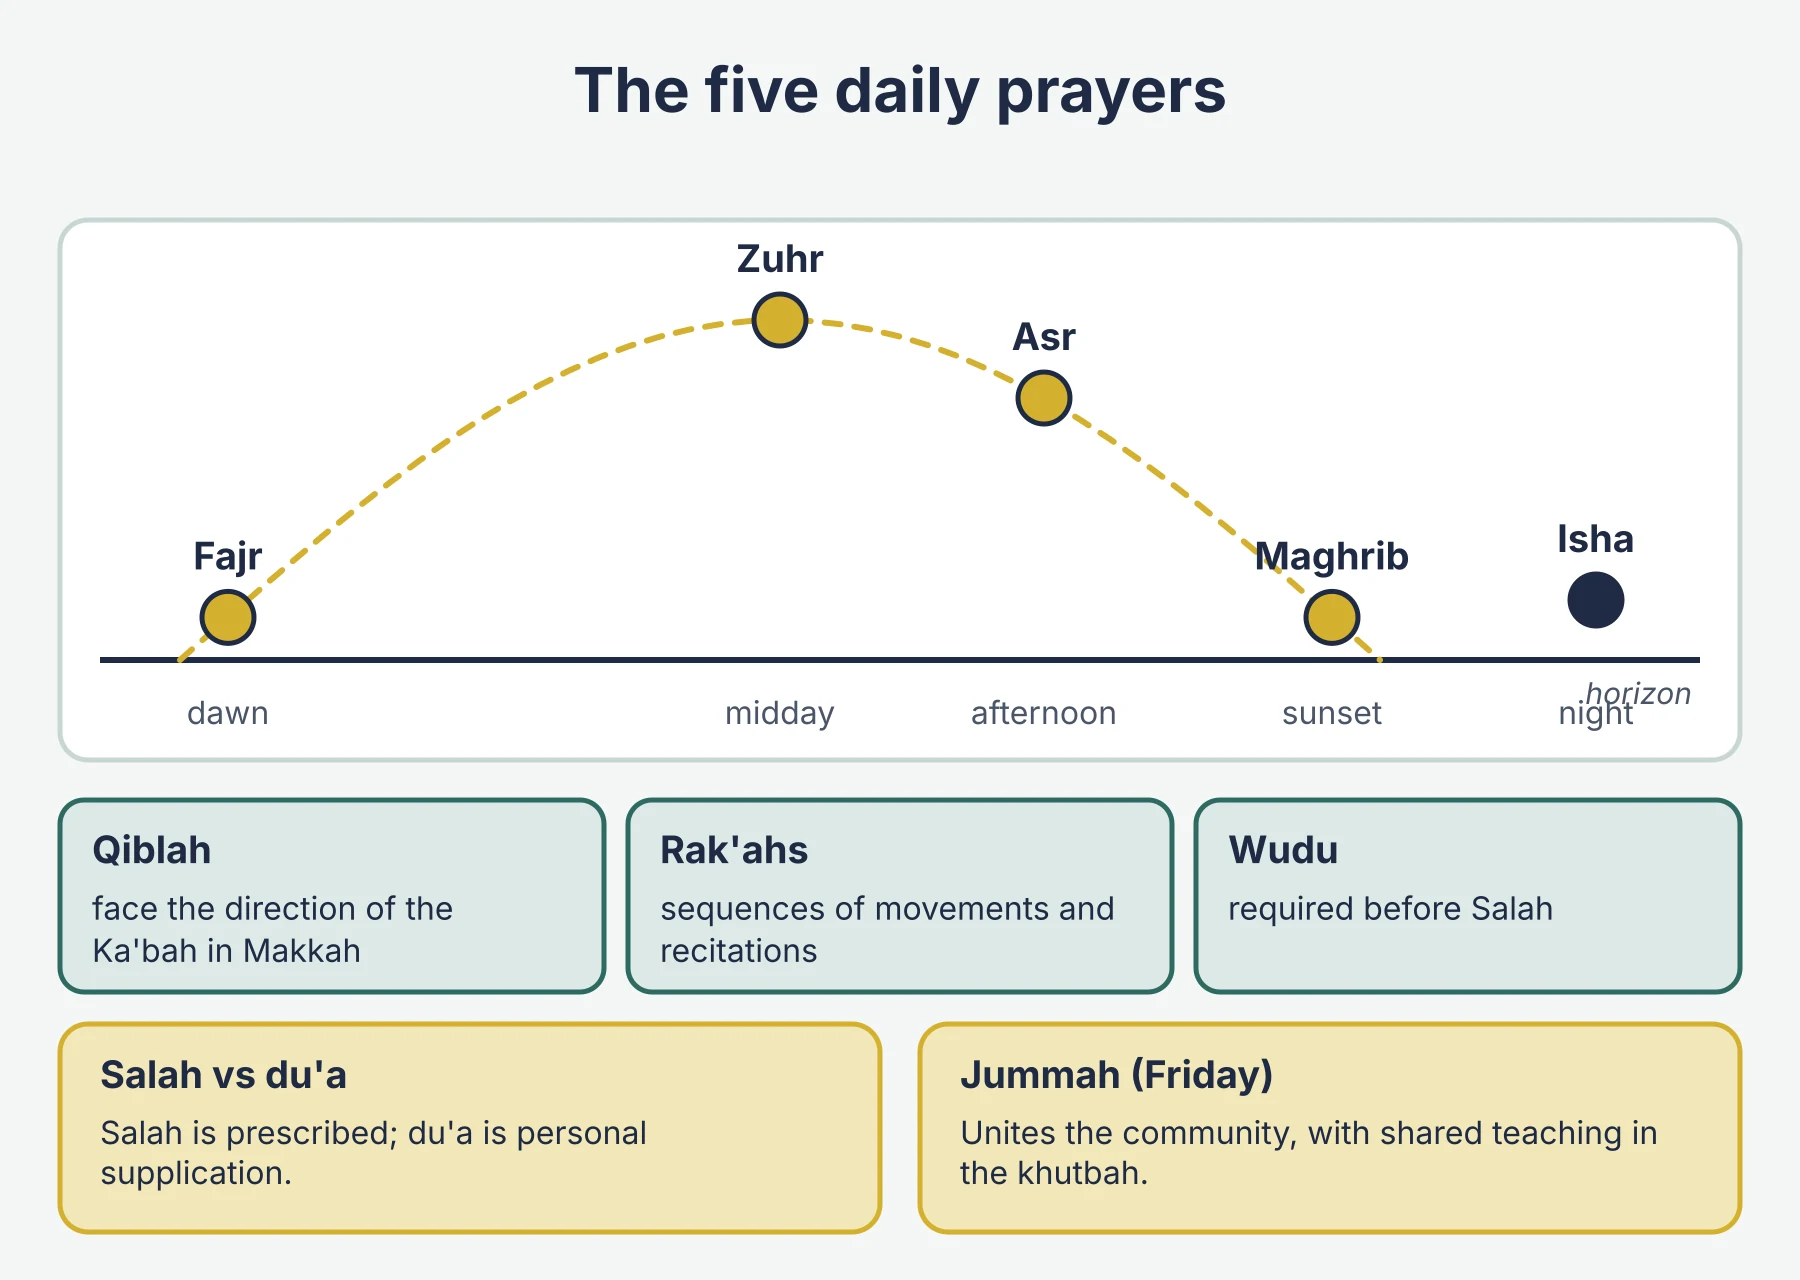 The five daily prayers
Zuhr
Asr
Fajr
Maghrib
Isha
horizon
dawn
midday
afternoon
sunset
night
Qiblah
face the direction of the
Ka'bah in Makkah
Rak'ahs
sequences of movements and
recitations
Wudu
required before Salah
Salah vs du'a
Salah is prescribed; du'a is personal
supplication.
Jummah (Friday)
Unites the community, with shared teaching in
the khutbah.